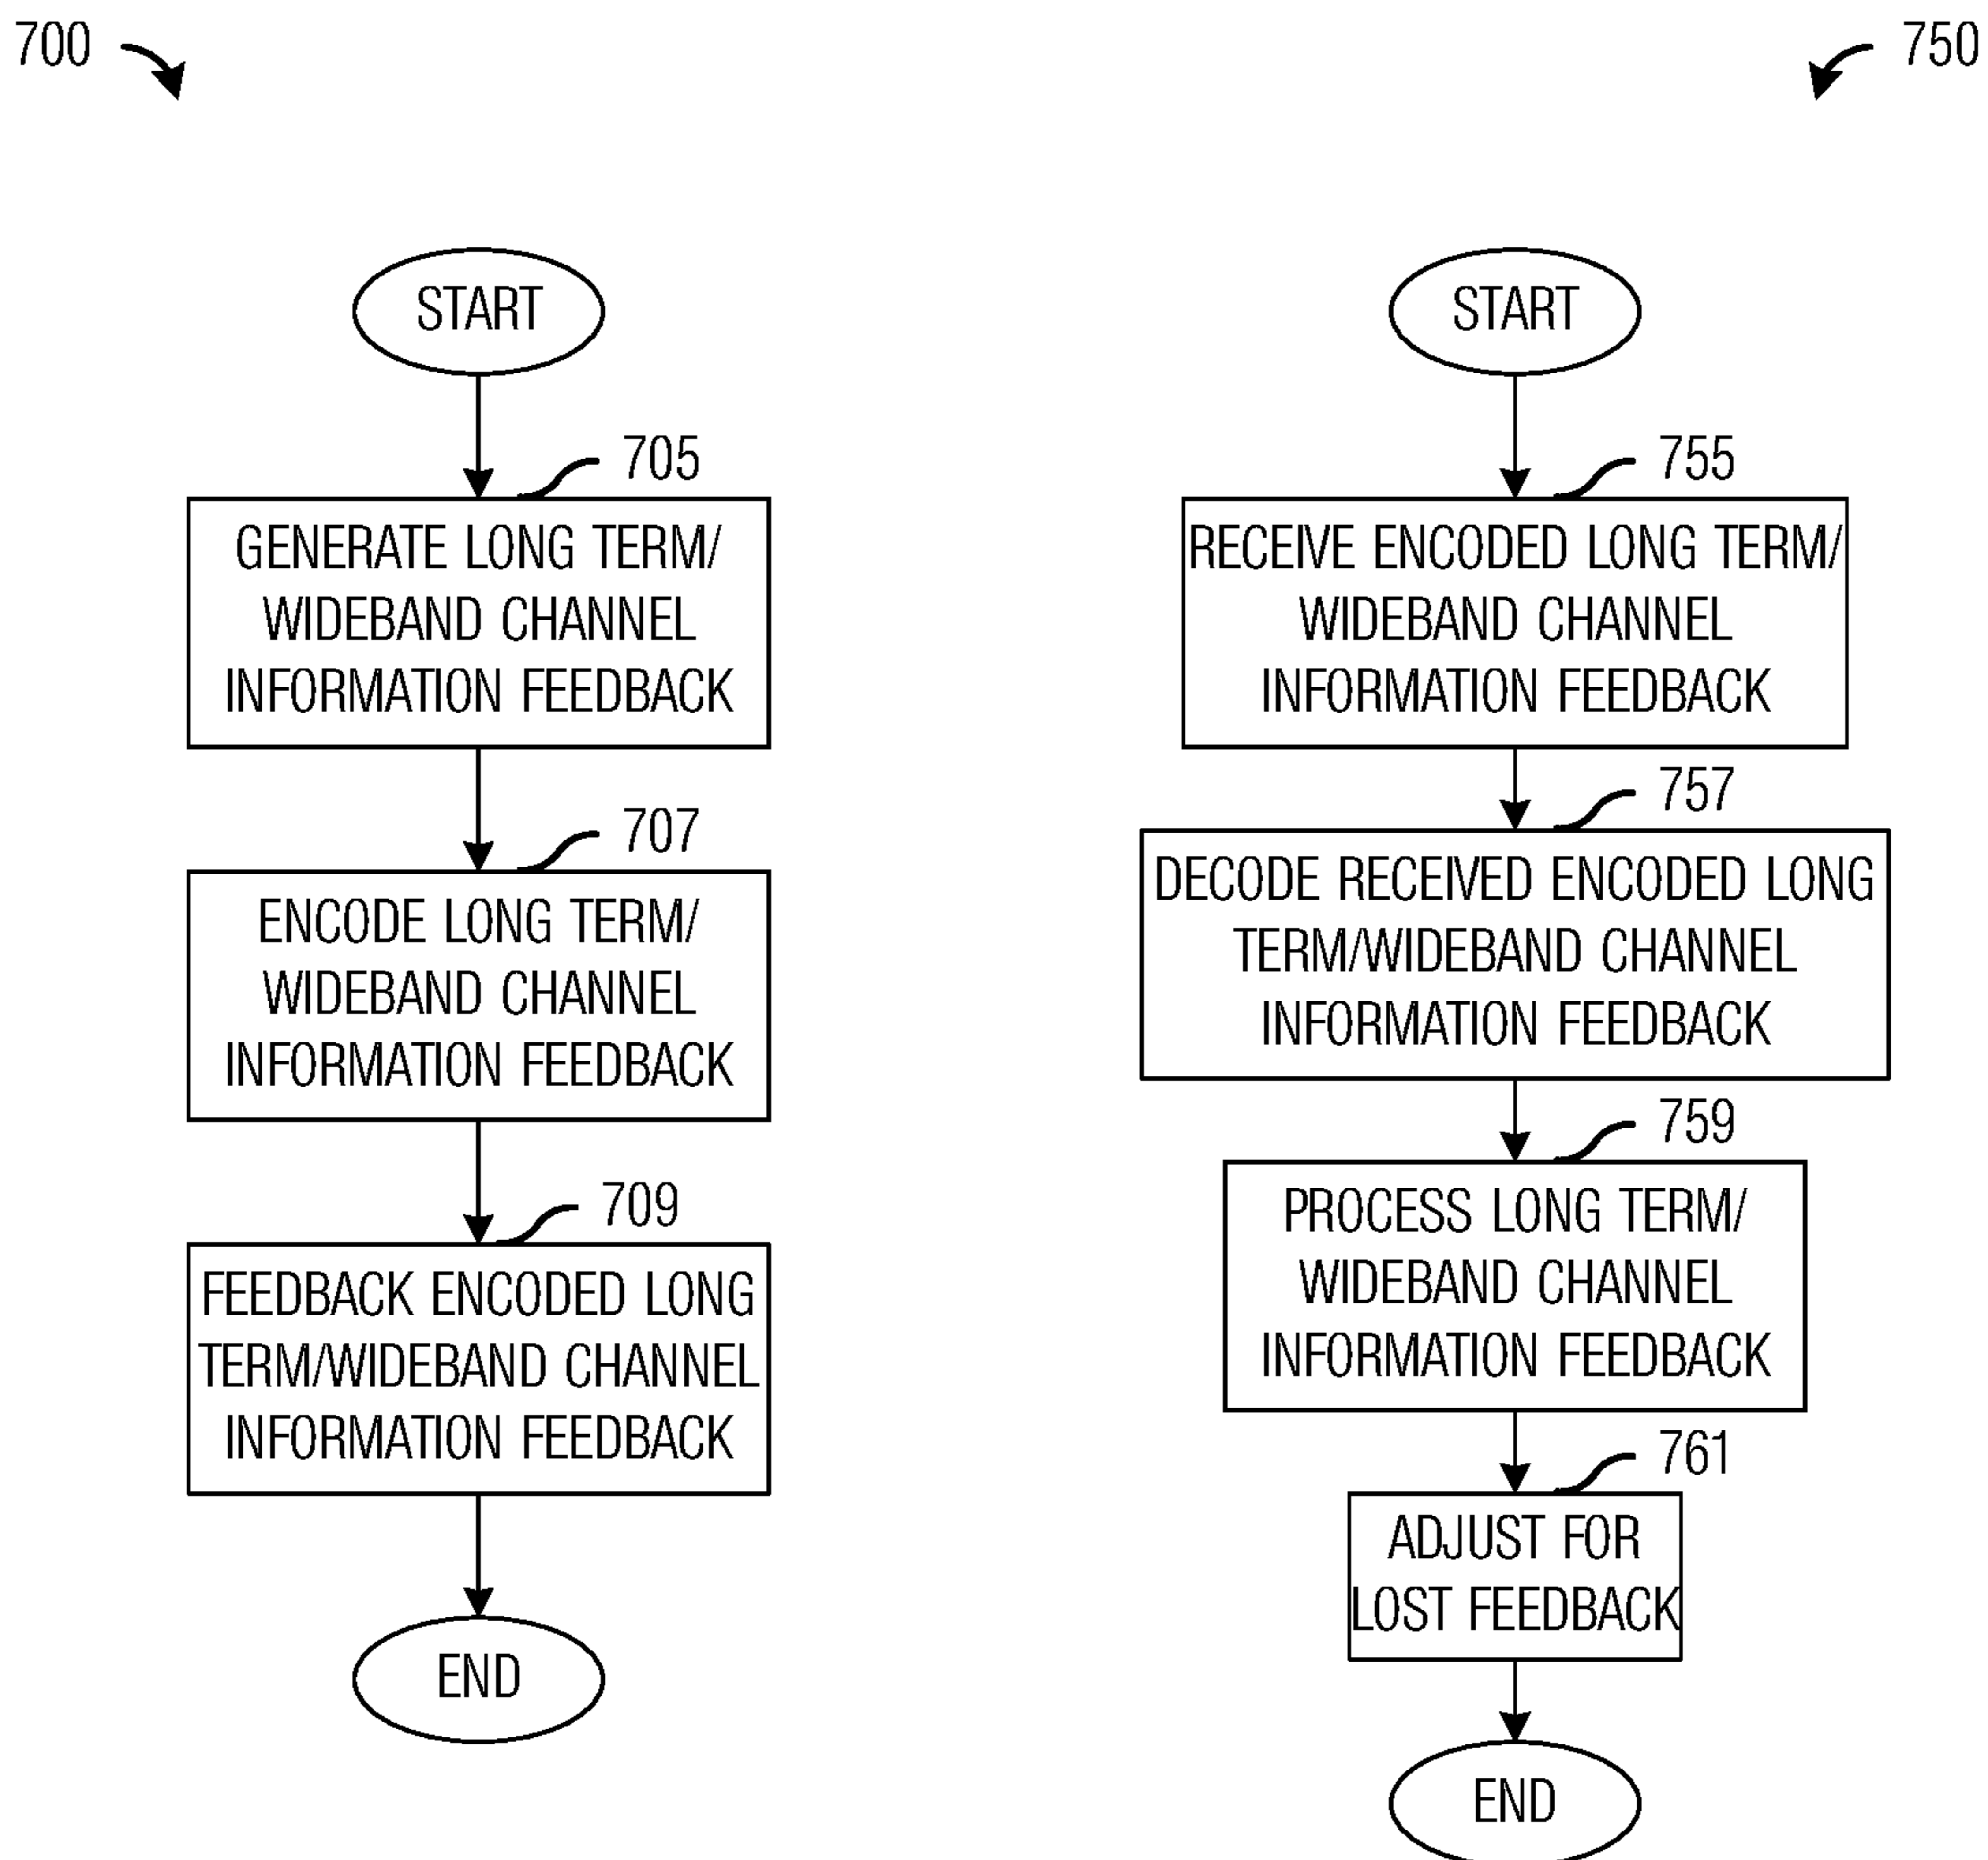 700
START
705
GENERATE LONG TERM/
WIDEBAND CHANNEL
INFORMATION FEEDBACK
707
ENCODE LONG TERM/
WIDEBAND CHANNEL
INFORMATION FEEDBACK
709
FEEDBACK ENCODED LONG
TERM/WIDEBAND CHANNEL
INFORMATION FEEDBACK
END
750
START
755
RECEIVE ENCODED LONG TERM/
WIDEBAND CHANNEL
INFORMATION FEEDBACK
757
DECODE RECEIVED ENCODED LONG
TERM/WIDEBAND CHANNEL
INFORMATION FEEDBACK
759
PROCESS LONG TERM/
WIDEBAND CHANNEL
INFORMATION FEEDBACK
761
ADJUST FOR
LOST FEEDBACK
END